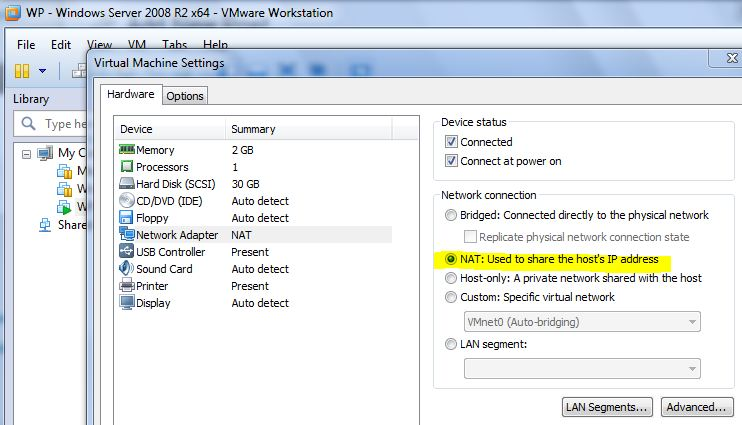 WP - Windows Server 2008 R2 x64 - VMware Workstation
File Edit View VM Tabs Help
Virtual Machine Settings
Library
Hardware Options
Type he
My C
M
W
W
Share
Device Summary
Memory 2 GB
Processors 1
Hard Disk (SCSI) 30 GB
CD/DVD (IDE) Auto detect
Floppy Auto detect
Network Adapter NAT
USB Controller Present
Sound Card Auto detect
Printer Present
Display Auto detect
Device status
Connected
Connect at power on
Network connection
Bridged: Connected directly to the physical network
Replicate physical network connection state
NAT: Used to share the host's IP address
Host-only: A private network shared with the host
Custom: Specific virtual network
VMnet0 (Auto-bridging)
LAN segment:
LAN Segments... Advanced...